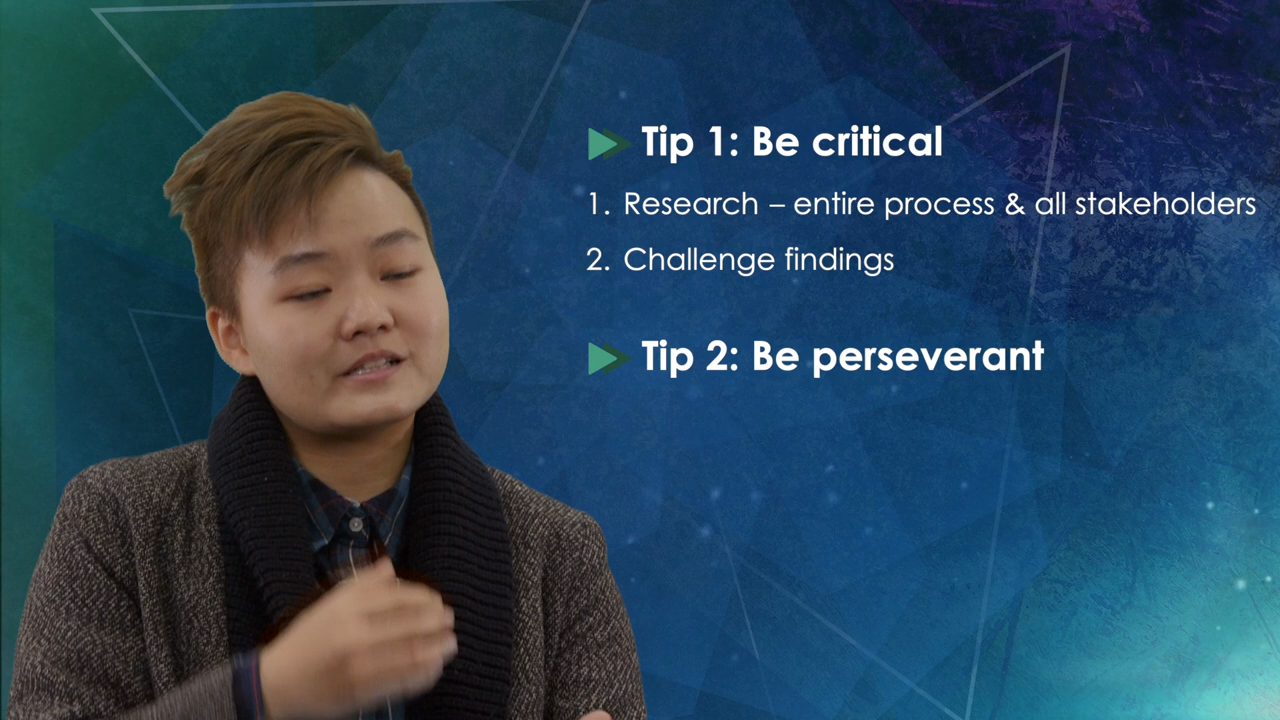 Tip 1: Be critical
1. Research – entire process & all stakeholders
2. Challenge findings
Tip 2: Be perseverant